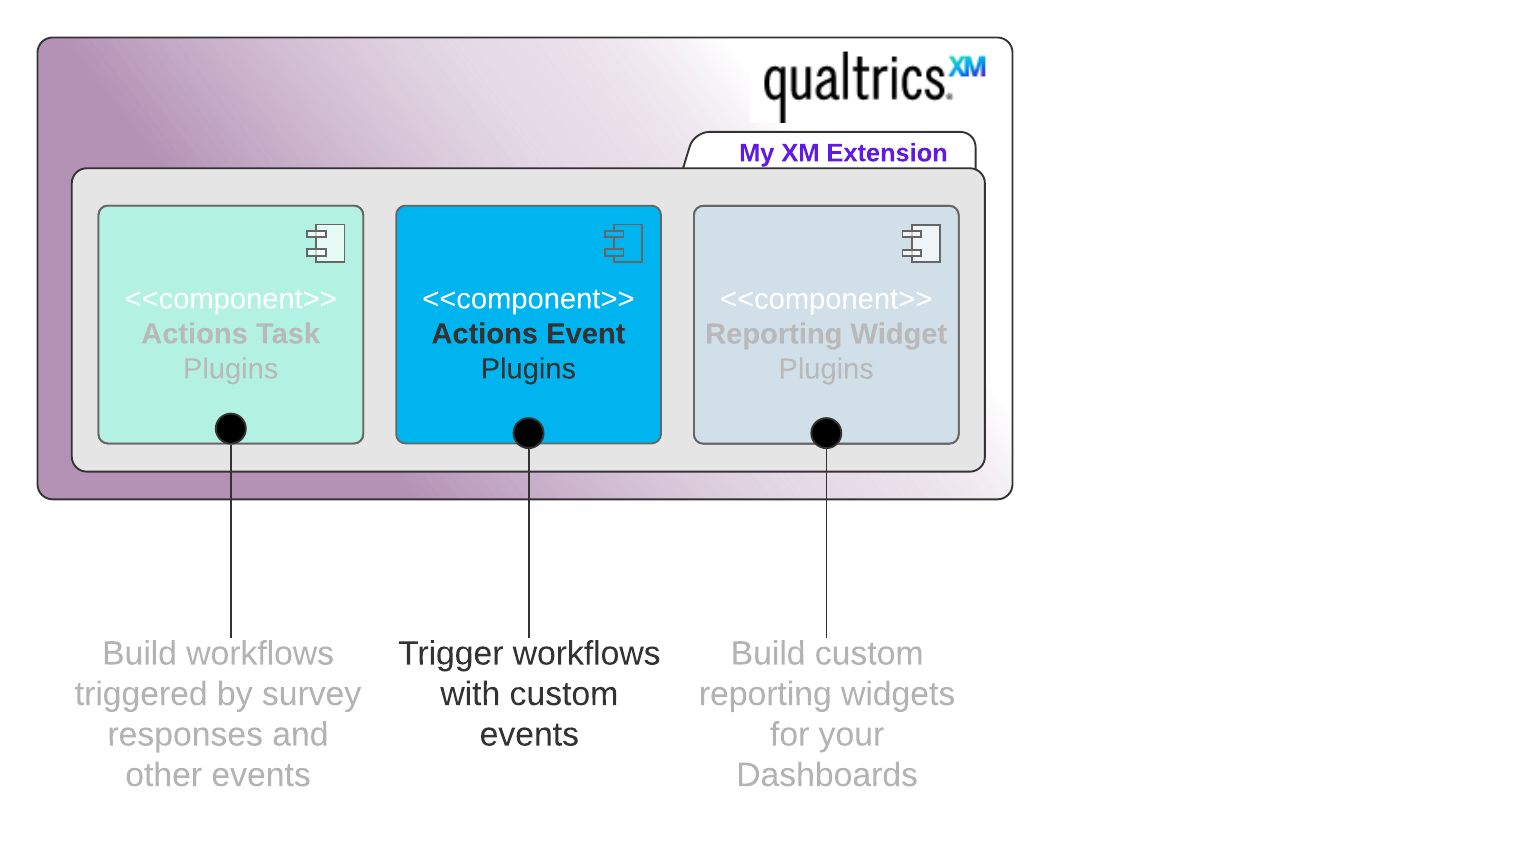 qualtrics.XM
My XM Extension
<<component>>
Actions Task
Plugins
<<component>>
Actions Event
Plugins
<<component>>
Reporting Widget
Plugins
Build workflows
triggered by survey
responses and
other events
Trigger workflows
with custom
events
Build custom
reporting widgets
for your
Dashboards